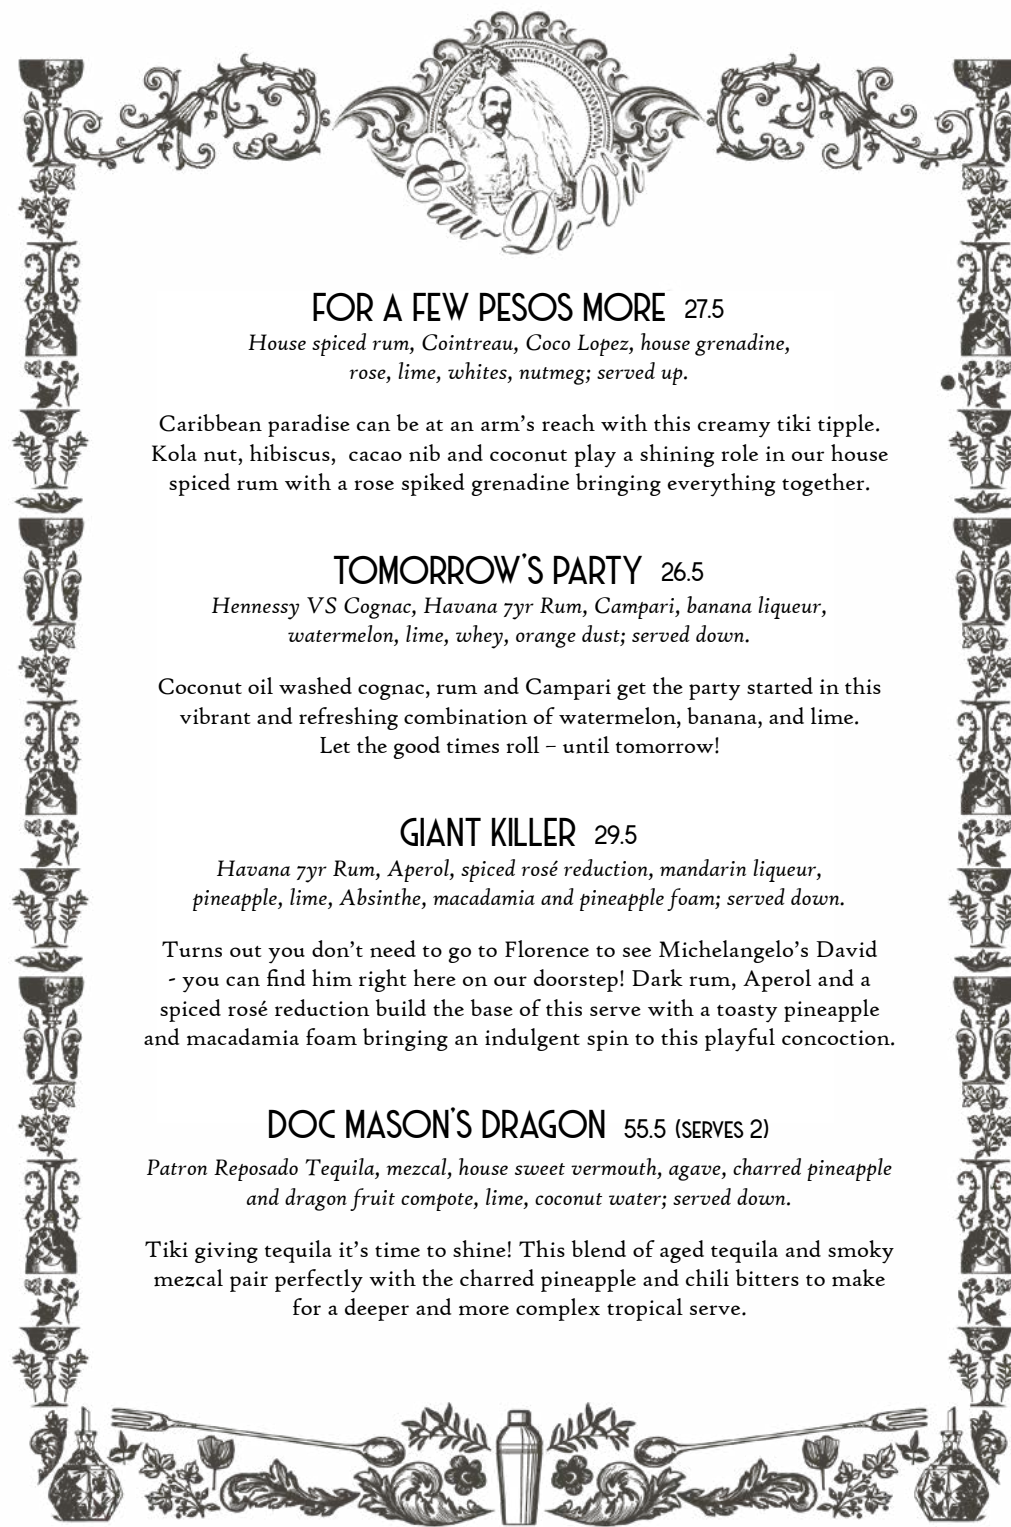 Eau-De-Vie
FOR A FEW PESOS MORE 27.5
House spiced rum, Cointreau, Coco Lopez, house grenadine,
rose, lime, whites, nutmeg; served up.
Caribbean paradise can be at an arm’s reach with this creamy tiki tipple.
Kola nut, hibiscus, cacao nib and coconut play a shining role in our house
spiced rum with a rose spiked grenadine bringing everything together.
TOMORROW’S PARTY 26.5
Hennessy VS Cognac, Havana 7yr Rum, Campari, banana liqueur,
watermelon, lime, whey, orange dust; served down.
Coconut oil washed cognac, rum and Campari get the party started in this
vibrant and refreshing combination of watermelon, banana, and lime.
Let the good times roll – until tomorrow!
GIANT KILLER 29.5
Havana 7yr Rum, Aperol, spiced rosé reduction, mandarin liqueur,
pineapple, lime, Absinthe, macadamia and pineapple foam; served down.
Turns out you don’t need to go to Florence to see Michelangelo’s David
- you can find him right here on our doorstep! Dark rum, Aperol and a
spiced rosé reduction build the base of this serve with a toasty pineapple
and macadamia foam bringing an indulgent spin to this playful concoction.
DOC MASON’S DRAGON 55.5 (SERVES 2)
Patron Reposado Tequila, mezcal, house sweet vermouth, agave, charred pineapple
and dragon fruit compote, lime, coconut water; served down.
Tiki giving tequila it’s time to shine! This blend of aged tequila and smoky
mezcal pair perfectly with the charred pineapple and chili bitters to make
for a deeper and more complex tropical serve.